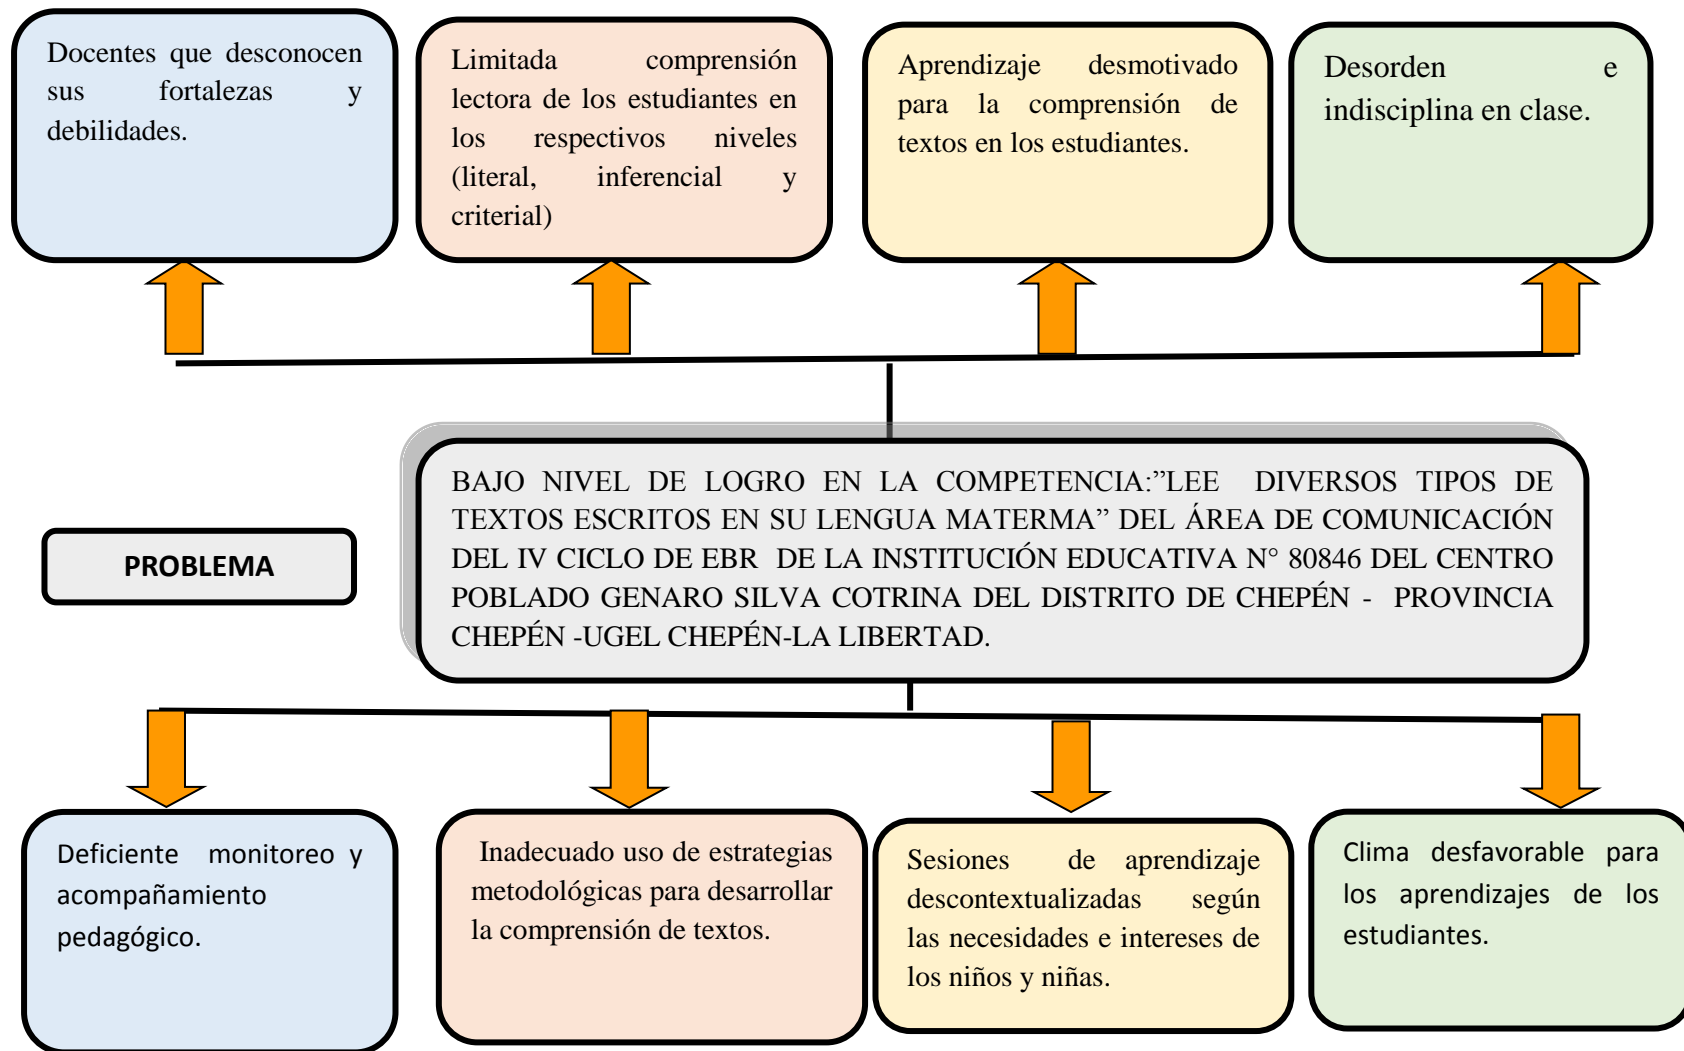 Docentes que desconocen
sus fortalezas y
debilidades.
Limitada comprensión
lectora de los estudiantes en
los respectivos niveles
(literal, inferencial y
criterial)
Aprendizaje desmotivado
para la comprensión de
textos en los estudiantes.
Desorden e
indisciplina en clase.
PROBLEMA
BAJO NIVEL DE LOGRO EN LA COMPETENCIA:”LEE DIVERSOS TIPOS DE
TEXTOS ESCRITOS EN SU LENGUA MATERMA” DEL ÁREA DE COMUNICACIÓN
DEL IV CICLO DE EBR DE LA INSTITUCIÓN EDUCATIVA N° 80846 DEL CENTRO
POBLADO GENARO SILVA COTRINA DEL DISTRITO DE CHEPÉN - PROVINCIA
CHEPÉN -UGEL CHEPÉN-LA LIBERTAD.
Deficiente monitoreo y
acompañamiento
pedagógico.
Inadecuado uso de estrategias
metodológicas para desarrollar
la comprensión de textos.
Sesiones de aprendizaje
descontextualizadas según
las necesidades e intereses de
los niños y niñas.
Clima desfavorable para
los aprendizajes de los
estudiantes.